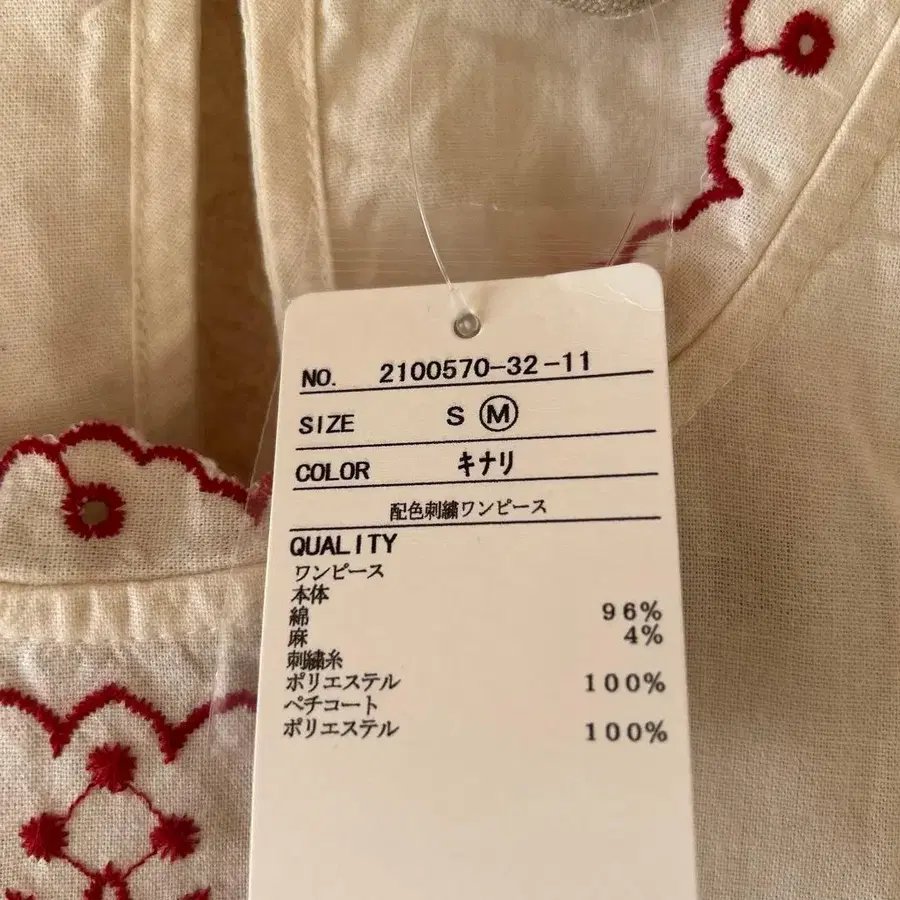 NO. 2100570-32-11
SIZE S Ⓜ
COLOR キナリ
配色刺繍ワンピース
QUALITY
ワンピース
本体
綿 96%
麻 4%
刺繍糸
ポリエステル 100%
ペチコート
ポリエステル 100%